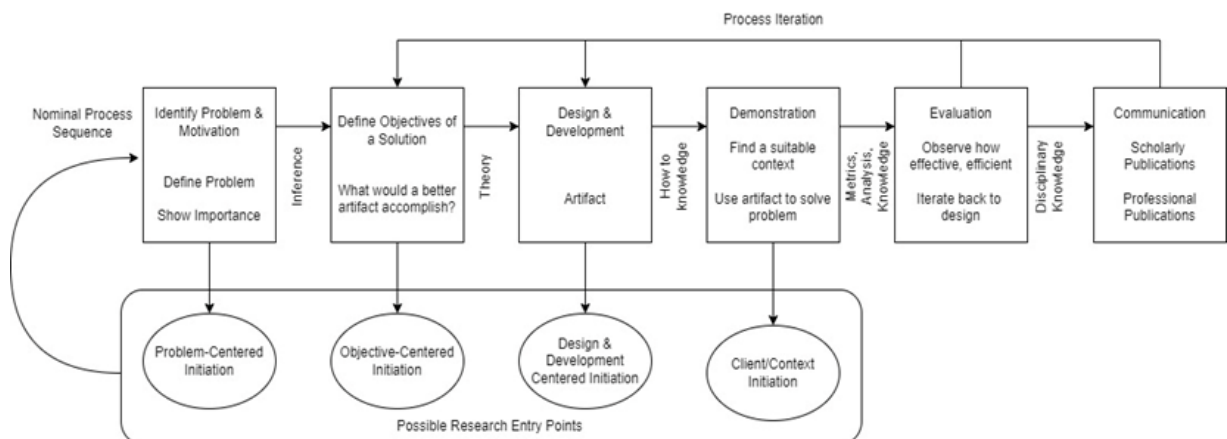 Process Iteration
Nominal Process
Sequence
Identify Problem &
Motivation
Define Problem
Show Importance
Inference
Define Objectives of
a Solution
What would a better
artifact accomplish?
Theory
Design &
Development
Artifact
How to
knowledge
Demonstration
Find a suitable
context
Use artifact to solve
problem
Metrics,
Analysis,
Knowledge
Evaluation
Observe how
effective, efficient
Iterate back to
design
Disciplinary
Knowledge
Communication
Scholarly
Publications
Professional
Publications
Problem-Centered
Initiation
Objective-Centered
Initiation
Design &
Development
Centered Initiation
Client/Context
Initiation
Possible Research Entry Points